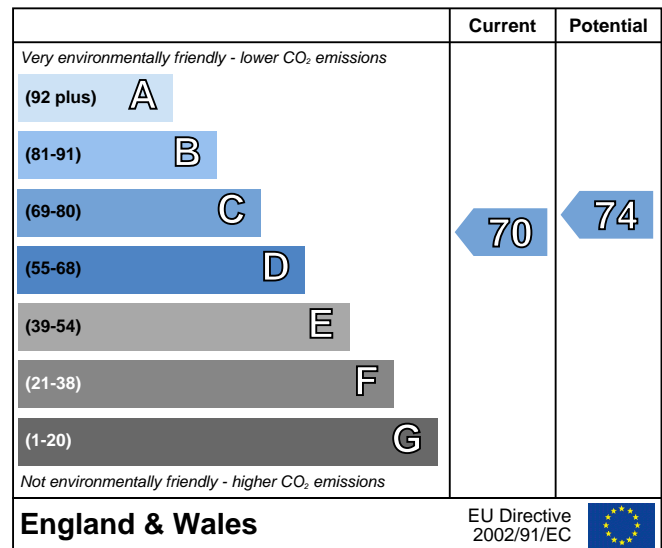 Current Potential
Very environmentally friendly - lower CO₂ emissions
(92 plus) A
(81-91) B
(69-80) C
(55-68) D
(39-54) E
(21-38) F
(1-20) G
70
74
Not environmentally friendly - higher CO₂ emissions
England & Wales
EU Directive
2002/91/EC